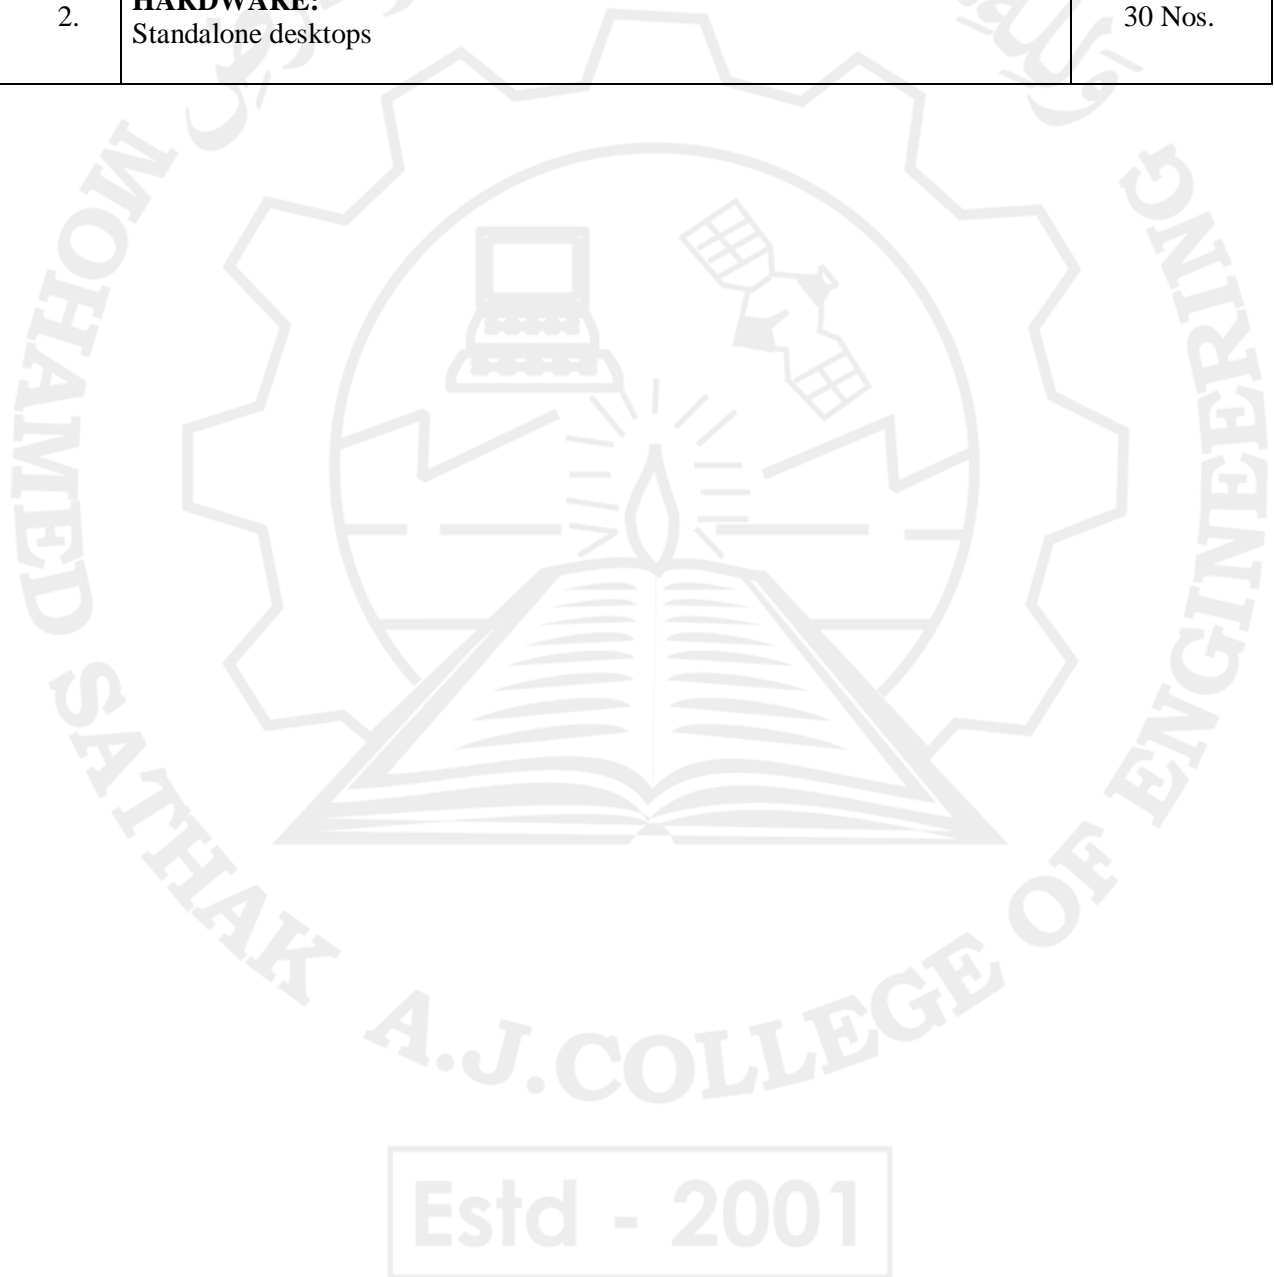 2.
HARDWARE:
Standalone desktops
30 Nos.
MOHAMED SATHAK A.J.COLLEGE OF ENGINEERING
Estd - 2001